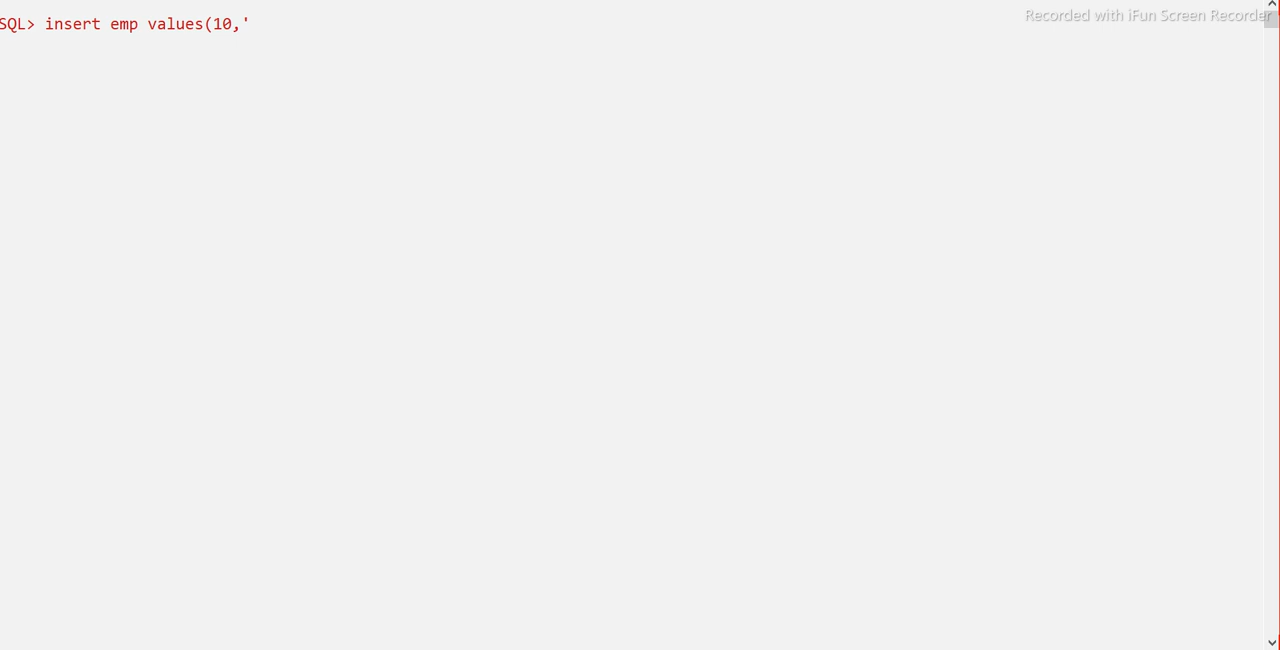 Recorded with iFun Screen Recorder
SQL> insert emp values(10,'